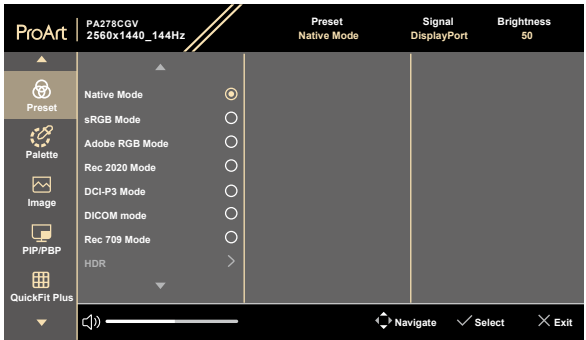 ProArt
PA278CGV
2560x1440_144Hz
Preset
Native Mode
Signal
DisplayPort
Brightness
50
Preset
Palette
Image
PIP/PBP
QuickFit Plus
Native Mode
sRGB Mode
Adobe RGB Mode
Rec 2020 Mode
DCI-P3 Mode
DICOM mode
Rec 709 Mode
HDR
Navigate
Select
Exit